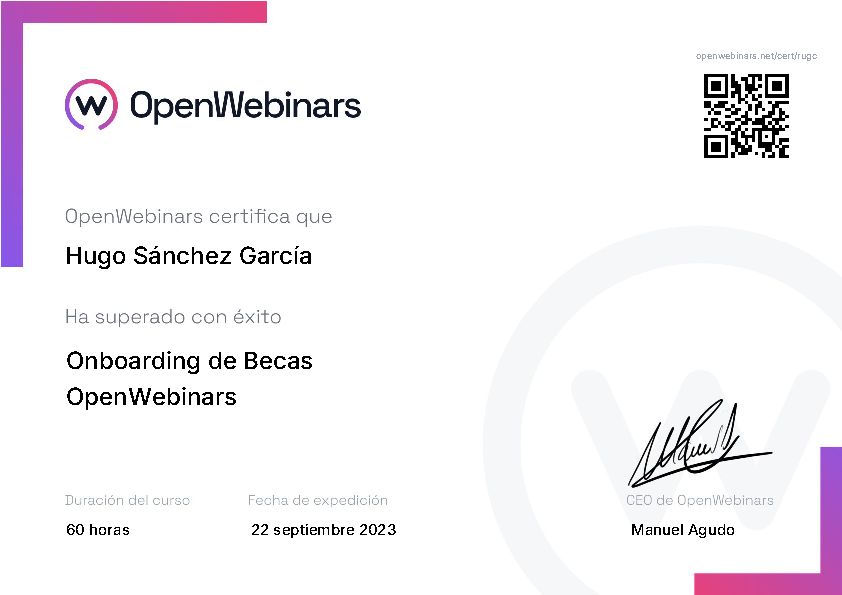 openwebinars.net/cert/rugc
OpenWebinars
OpenWebinars certifica que
Hugo Sánchez García
Ha superado con éxito
Onboarding de Becas
OpenWebinars
Duración del curso
60 horas
Fecha de expedición
22 septiembre 2023
CEO de OpenWebinars
Manuel Agudo